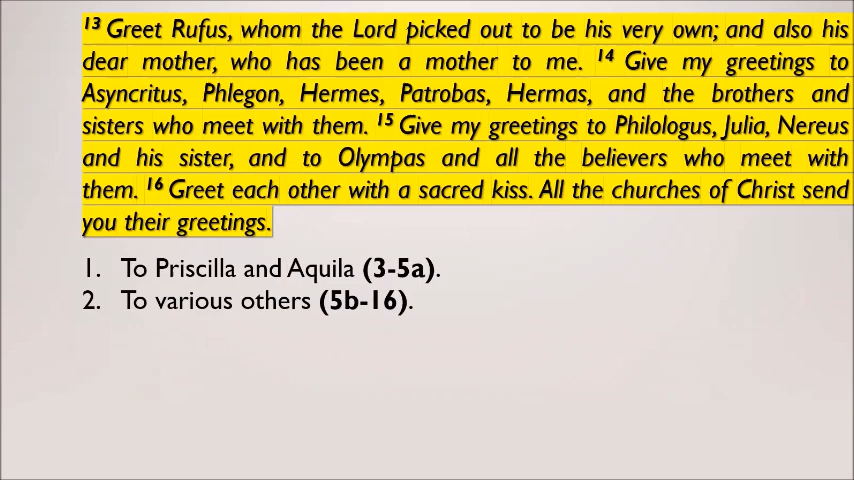 13 Greet Rufus, whom the Lord picked out to be his very own; and also his
dear mother, who has been a mother to me. 14 Give my greetings to
Asyncritus, Phlegon, Hermes, Patrobas, Hermas, and the brothers and
sisters who meet with them. 15 Give my greetings to Philologus, Julia, Nereus
and his sister, and to Olympas and all the believers who meet with
them. 16 Greet each other with a sacred kiss. All the churches of Christ send
you their greetings.
1. To Priscilla and Aquila (3-5a).
2. To various others (5b-16).